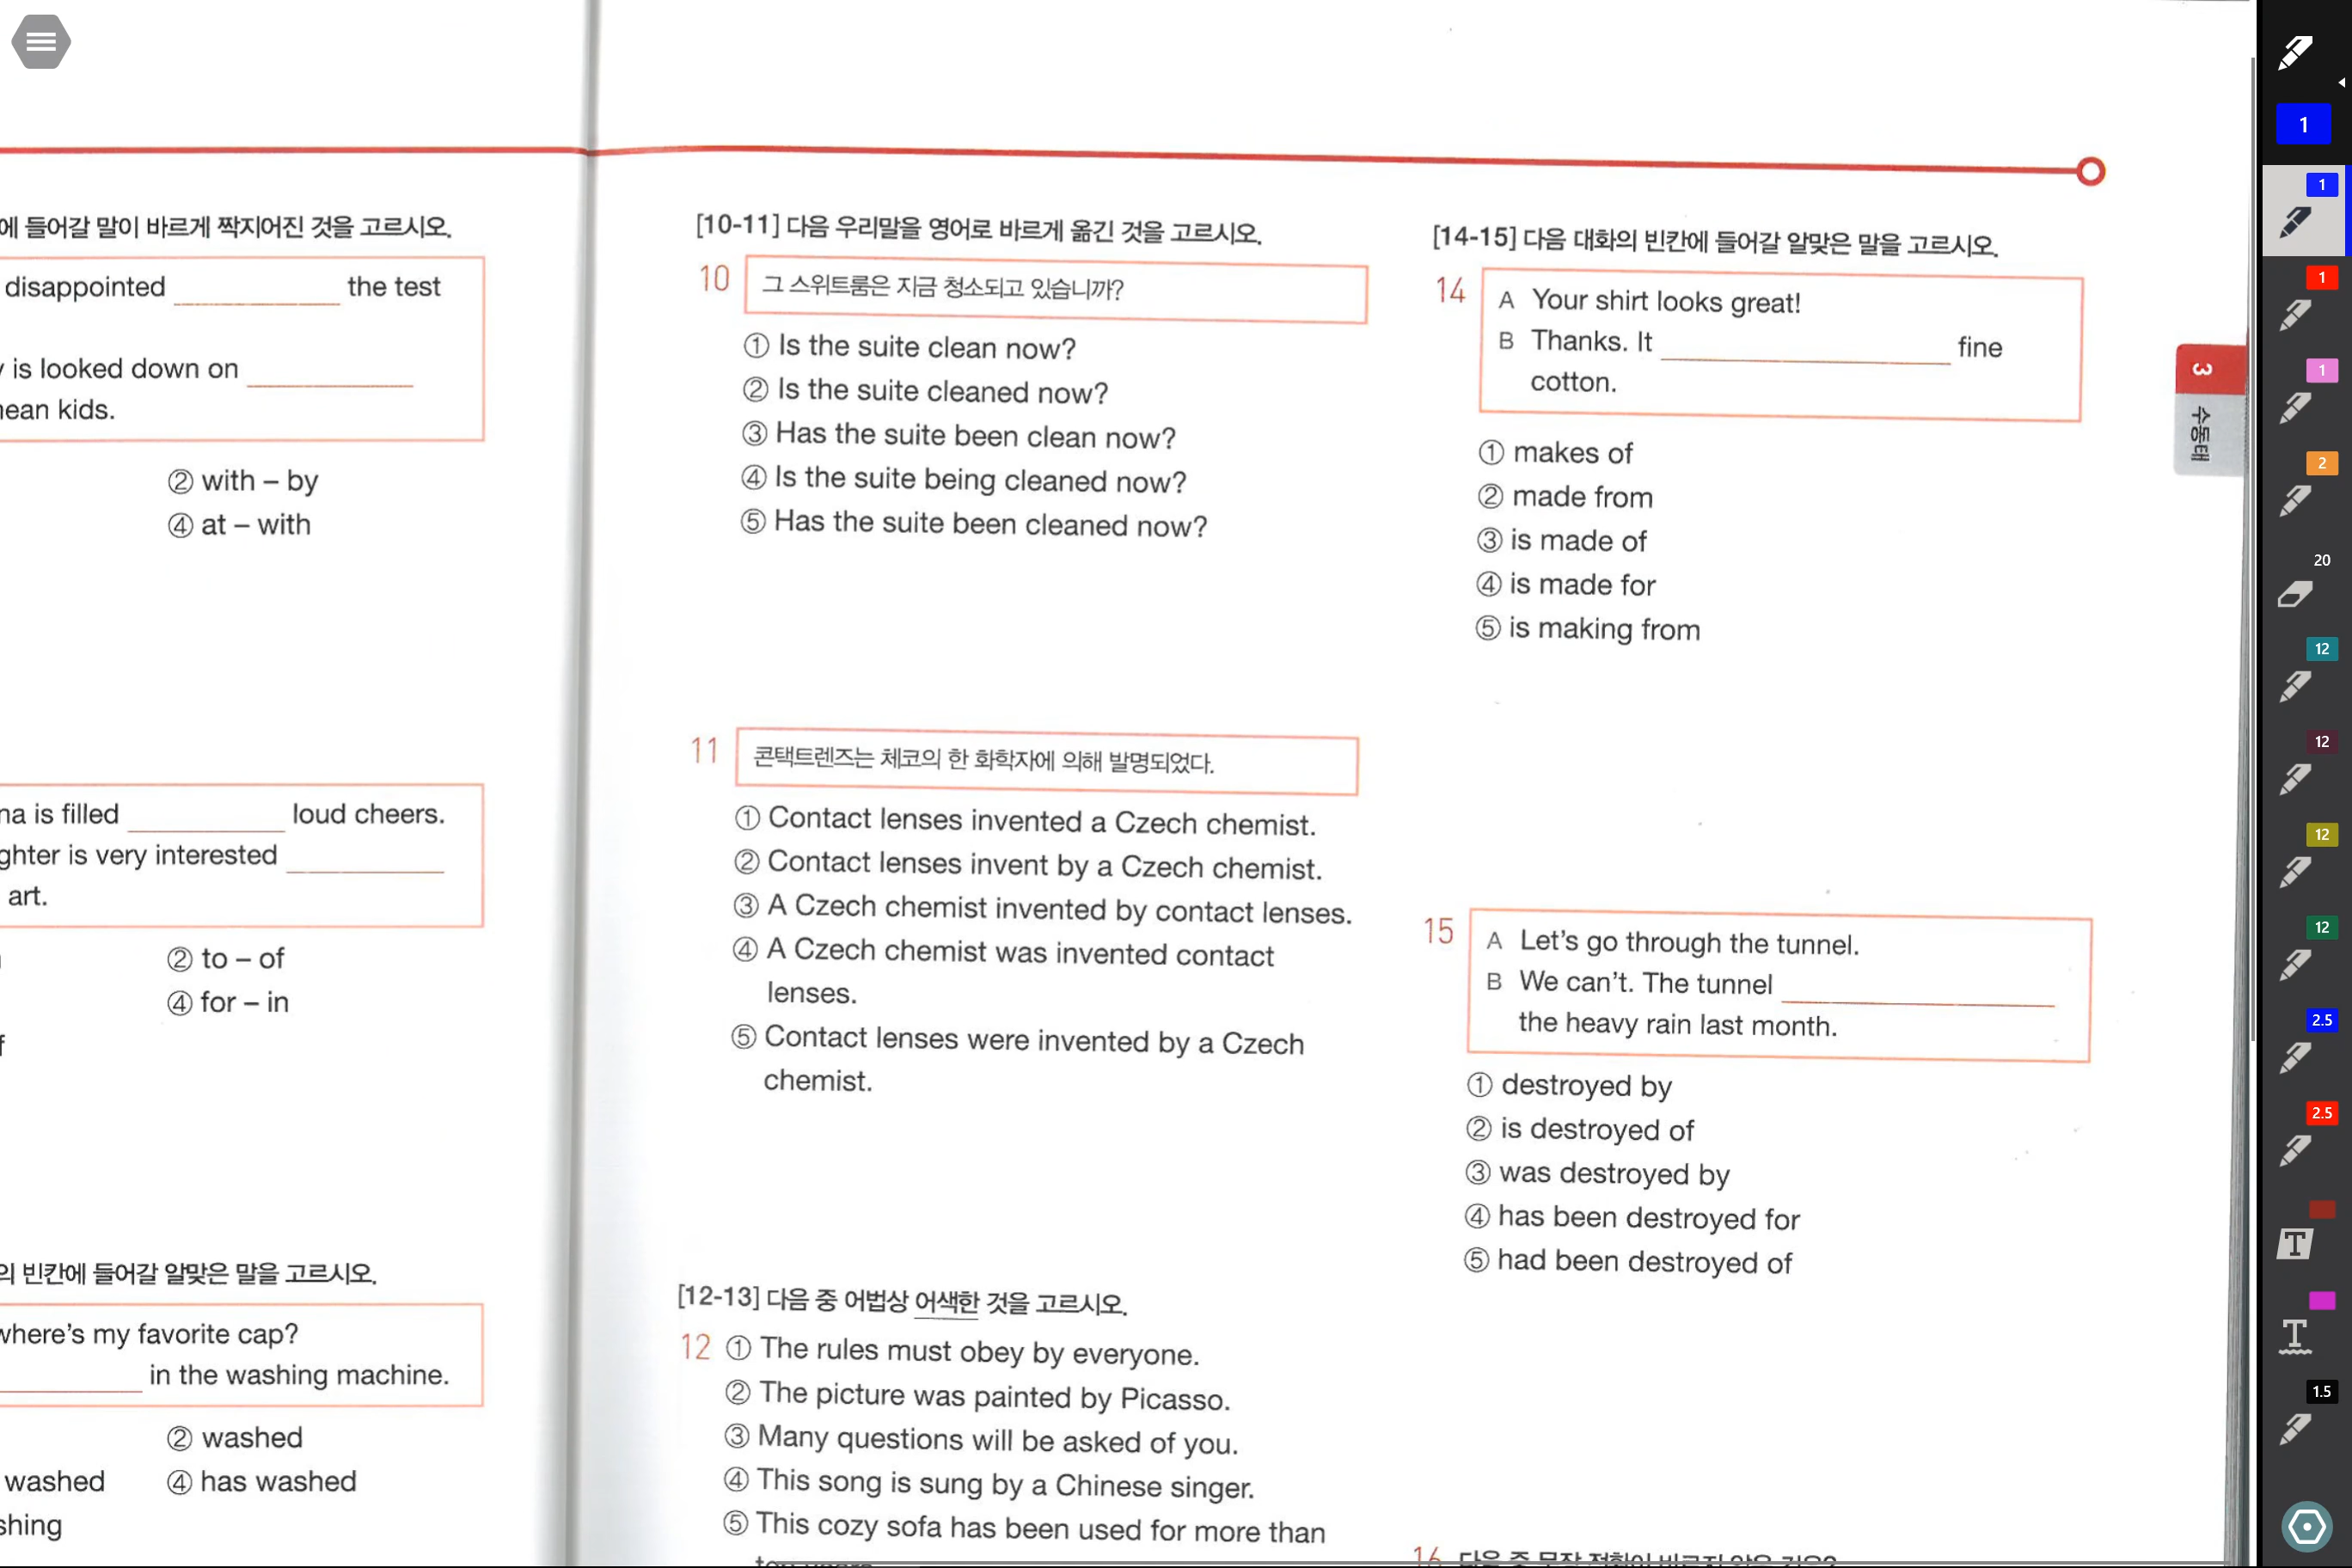 에 들어갈 말이 바르게 짝지어진 것을 고르시오.
disappointed the test
is looked down on
kids.
② with – by
④ at – with
is filled loud cheers.
is very interested
art.
② to – of
④ for – in
빈칸에 들어갈 알맞은 말을 고르시오.
where's my favorite cap?
in the washing machine.
② washed
washed ④ has washed
[10-11] 다음 우리말을 영어로 바르게 옮긴 것을 고르시오.
10 그 스위트룸은 지금 청소되고 있습니까?
① Is the suite clean now?
② Is the suite cleaned now?
③ Has the suite been clean now?
④ Is the suite being cleaned now?
⑤ Has the suite been cleaned now?
11 콘택트렌즈는 체코의 한 화학자에 의해 발명되었다.
① Contact lenses invented a Czech chemist.
② Contact lenses invent by a Czech chemist.
③ A Czech chemist invented by contact lenses.
④ A Czech chemist was invented contact
lenses.
⑤ Contact lenses were invented by a Czech
chemist.
[12-13] 다음 중 어법상 어색한 것을 고르시오.
12 ① The rules must obey by everyone.
② The picture was painted by Picasso.
③ Many questions will be asked of you.
④ This song is sung by a Chinese singer.
⑤ This cozy sofa has been used for more than
[14-15] 다음 대화의 빈칸에 들어갈 알맞은 말을 고르시오.
14 A Your shirt looks great!
B Thanks. It fine
cotton.
① makes of
② made from
③ is made of
④ is made for
⑤ is making from
15 A Let's go through the tunnel.
B We can't. The tunnel
the heavy rain last month.
① destroyed by
② is destroyed of
③ was destroyed by
④ has been destroyed for
⑤ had been destroyed of
16
3
수동태
1
1
1
1
2
20
12
12
12
12
2.5
2.5
T
T
1.5